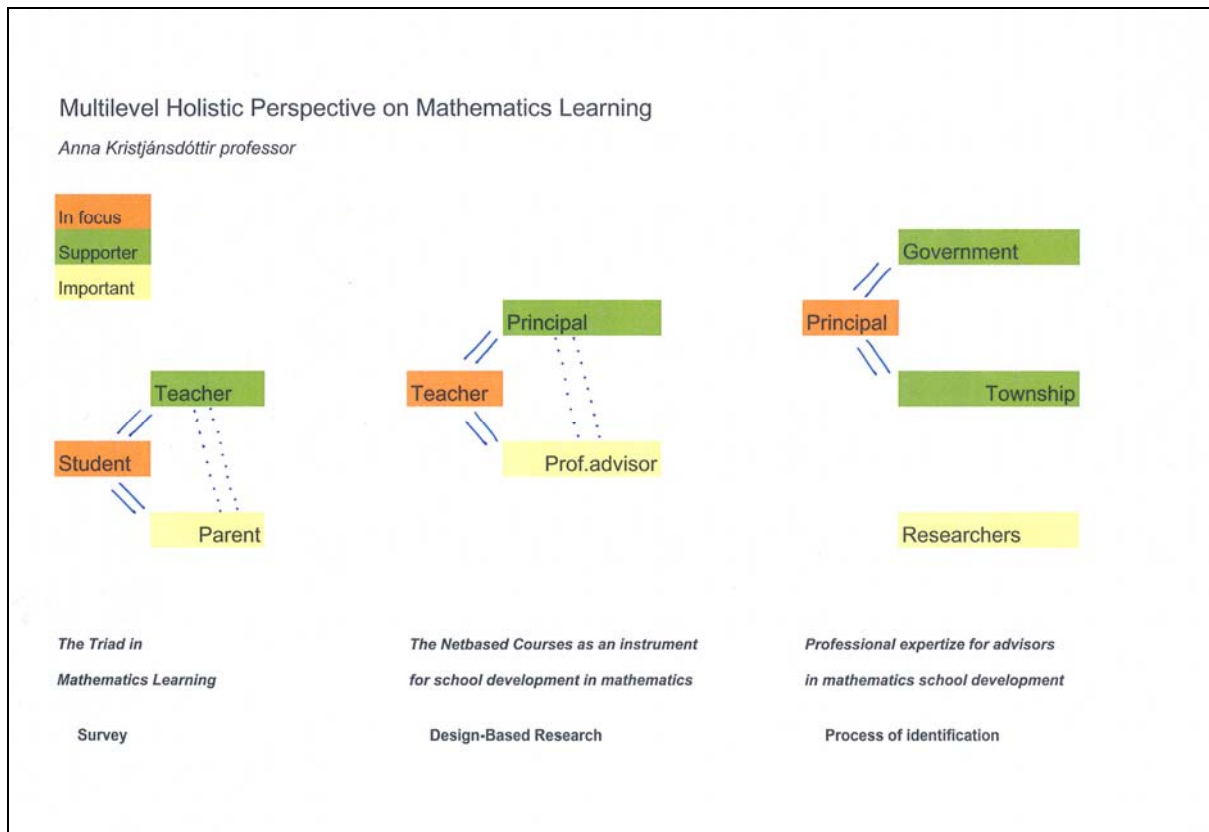 Multilevel Holistic Perspective on Mathematics Learning
Anna Kristjánsdóttir professor
In focus
Supporter
Important
Teacher
Student
Parent
Principal
Teacher
Prof.advisor
Government
Principal
Township
Researchers
The Triad in
Mathematics Learning
Survey
The Netbased Courses as an instrument
for school development in mathematics
Design-Based Research
Professional expertize for advisors
in mathematics school development
Process of identification